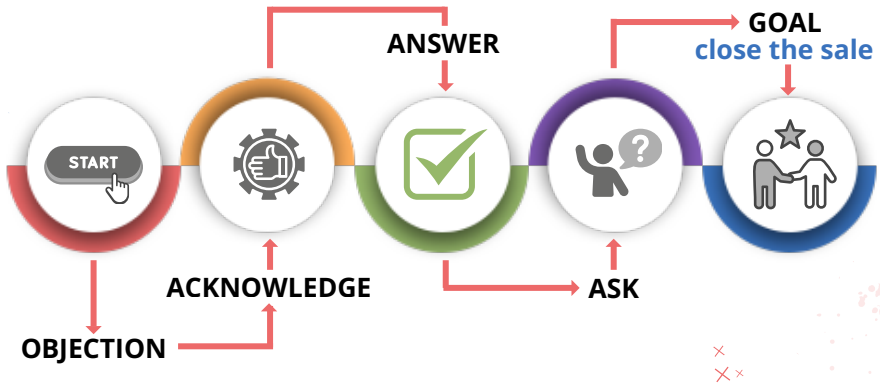 START
OBJECTION
ACKNOWLEDGE
ANSWER
ASK
GOAL
close the sale
?